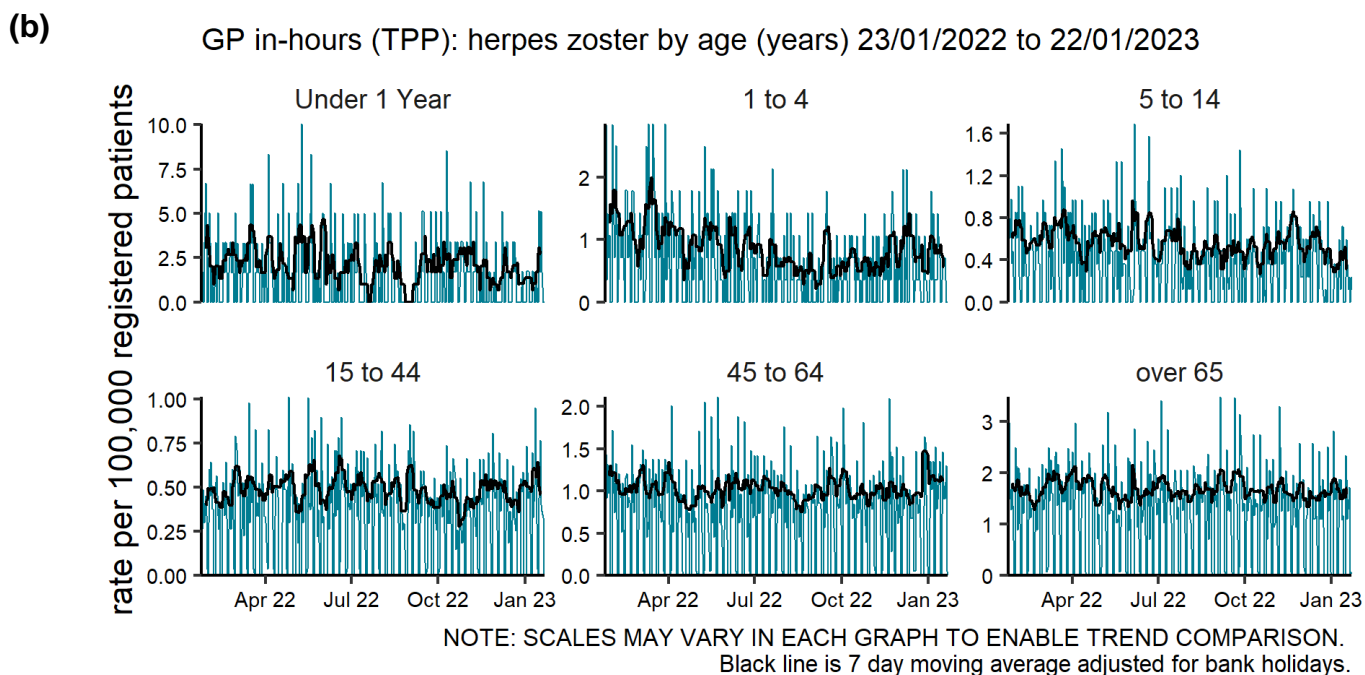 (b)
GP in-hours (TPP): herpes zoster by age (years) 23/01/2022 to 22/01/2023
rate per 100,000 registered patients
Under 1 Year
10.0
7.5
5.0
2.5
0.0
1 to 4
2
1
0
5 to 14
1.6
1.2
0.8
0.4
0.0
15 to 44
1.00
0.75
0.50
0.25
0.00
Apr 22 Jul 22 Oct 22 Jan 23
45 to 64
2.0
1.5
1.0
0.5
0.0
Apr 22 Jul 22 Oct 22 Jan 23
over 65
3
2
1
0
Apr 22 Jul 22 Oct 22 Jan 23
NOTE: SCALES MAY VARY IN EACH GRAPH TO ENABLE TREND COMPARISON.
Black line is 7 day moving average adjusted for bank holidays.